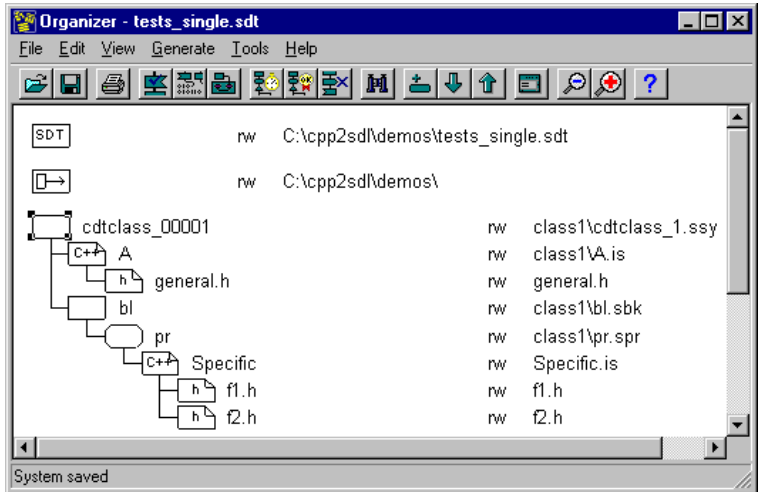 Organizer - tests_single.sdt
File Edit View Generate Tools Help
SDT rw C:\cpp2sdl\demos\tests_single.sdt
rw C:\cpp2sdl\demos\
cdtclass_00001 rw class1\cdtclass_1.ssy
C++ A rw class1\A.is
h general.h rw general.h
bl rw class1\bl.sbk
pr rw class1\pr.spr
C++ Specific rw Specific.is
h f1.h rw f1.h
h f2.h rw f2.h
System saved